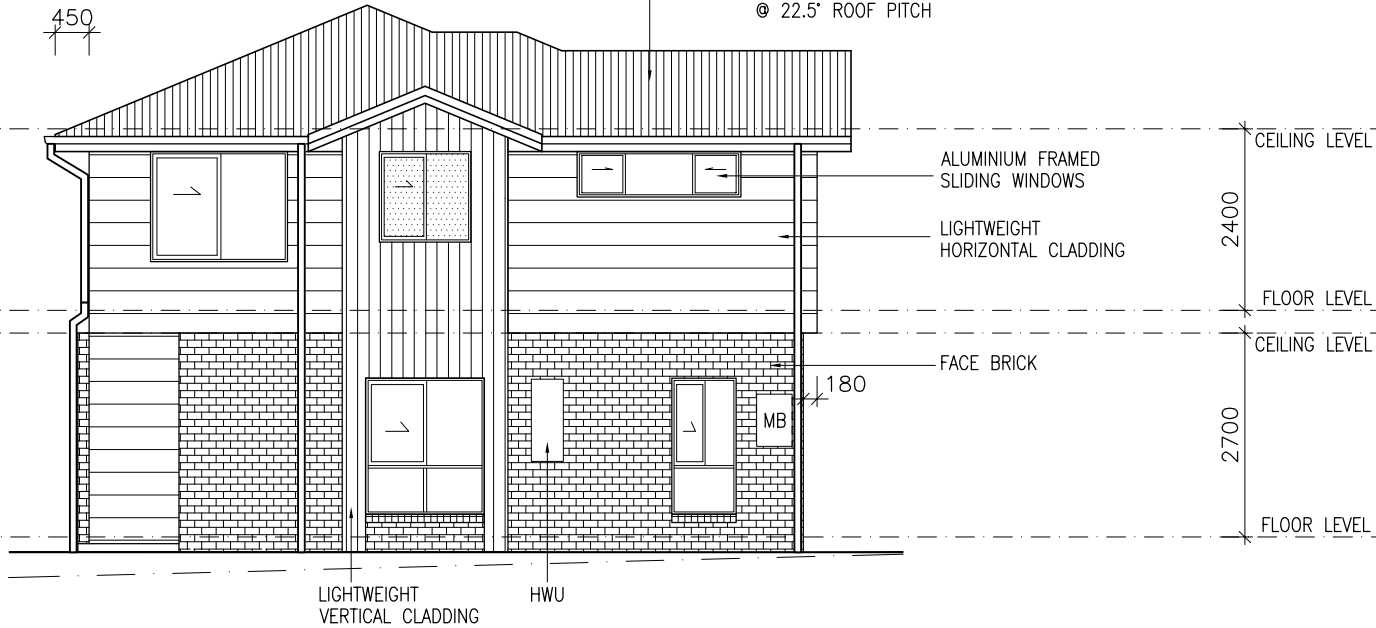 450
@ 22.5° ROOF PITCH
CEILING LEVEL
ALUMINIUM FRAMED
SLIDING WINDOWS
2400
LIGHTWEIGHT
HORIZONTAL CLADDING
FLOOR LEVEL
CEILING LEVEL
FACE BRICK
180
MB
2700
FLOOR LEVEL
LIGHTWEIGHT
VERTICAL CLADDING
HWU